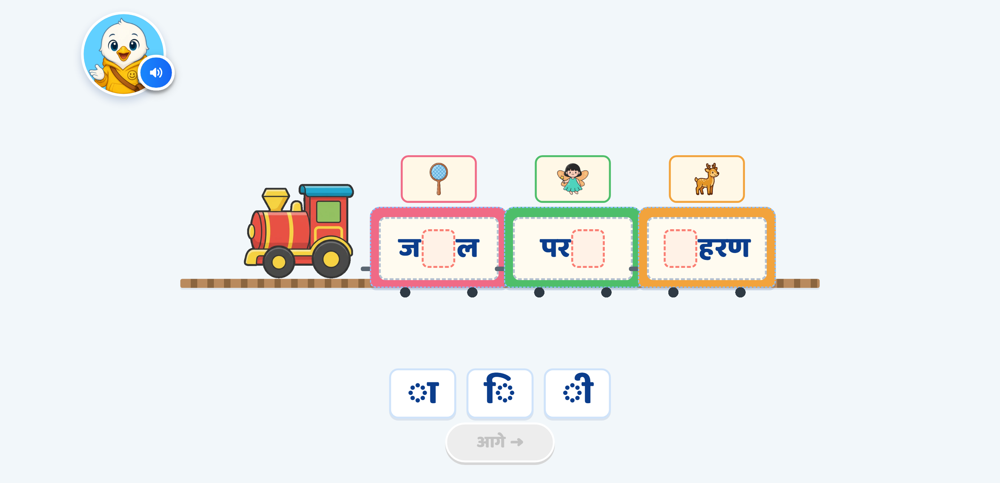 ज ल
पर
हरण
ा ि ी
आगे →